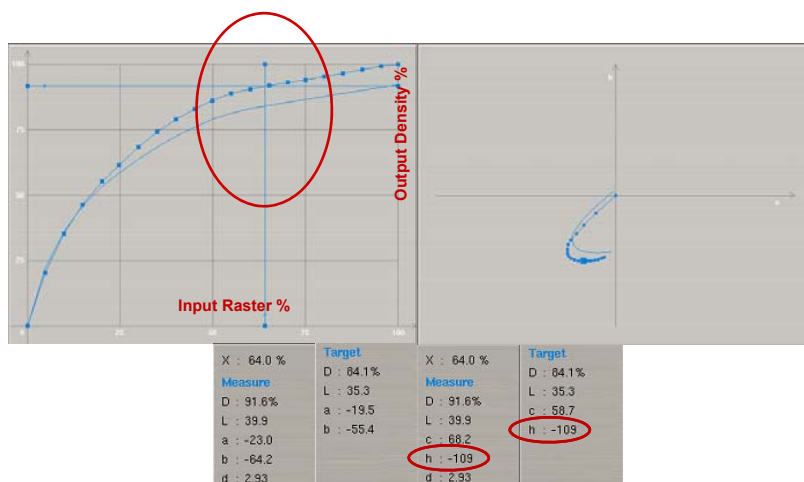 100
75
50
25
0
25
50
75
100
Output Density %
Input Raster %
b
a
X : 64.0 %
Measure
D : 91.6%
L : 39.9
a : -23.0
b : -64.2
d : 2.93
Target
D : 84.1%
L : 35.3
a : -19.5
b : -55.4
X : 64.0 %
Measure
D : 91.6%
L : 39.9
c : 68.2
h : -109
d : 2.93
Target
D : 84.1%
L : 35.3
c : 58.7
h : -109